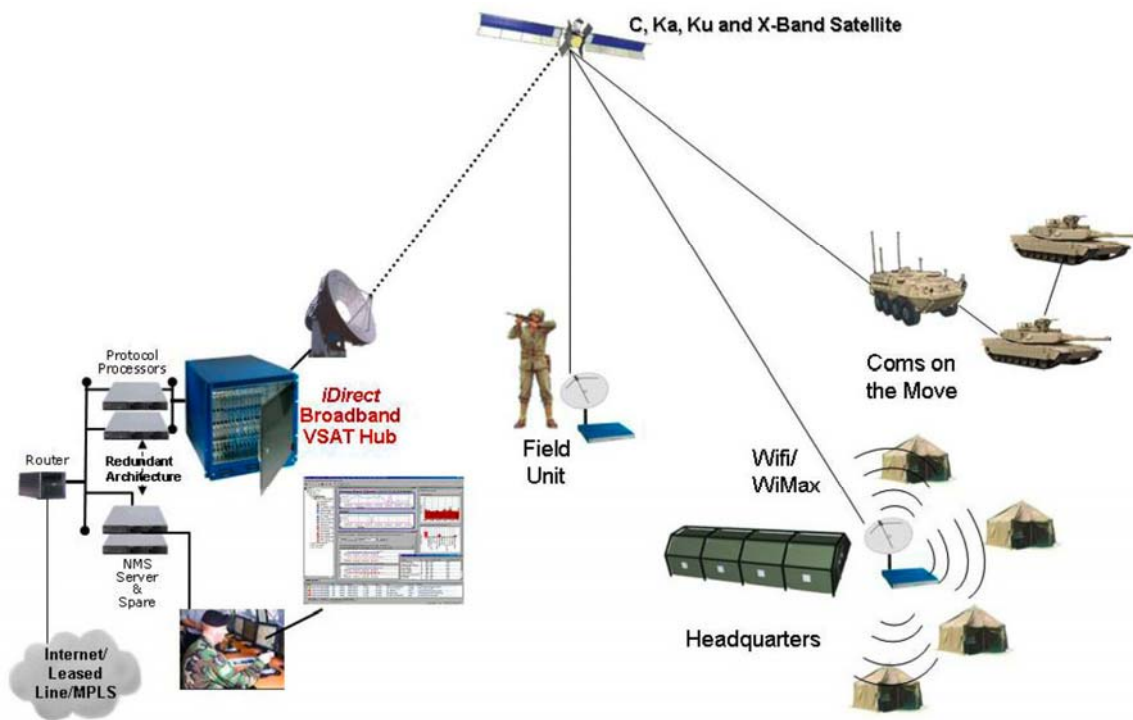 C, Ka, Ku and X-Band Satellite
Protocol
Processors
iDirect
Broadband
VSAT Hub
Router
Redundant
Architecture
NMS
Server
&
Spare
Internet/
Leased
Line/MPLS
Field
Unit
Coms on
the Move
Wifi/
WiMax
Headquarters